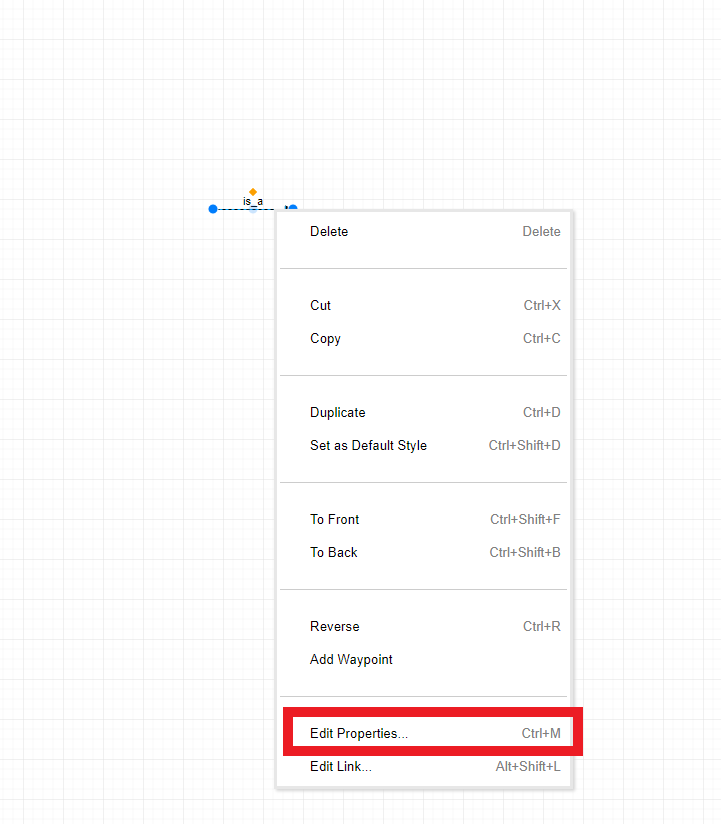 is_a
Delete Delete
Cut Ctrl+X
Copy Ctrl+C
Duplicate Ctrl+D
Set as Default Style Ctrl+Shift+D
To Front Ctrl+Shift+F
To Back Ctrl+Shift+B
Reverse Ctrl+R
Add Waypoint
Edit Properties... Ctrl+M
Edit Link... Alt+Shift+L